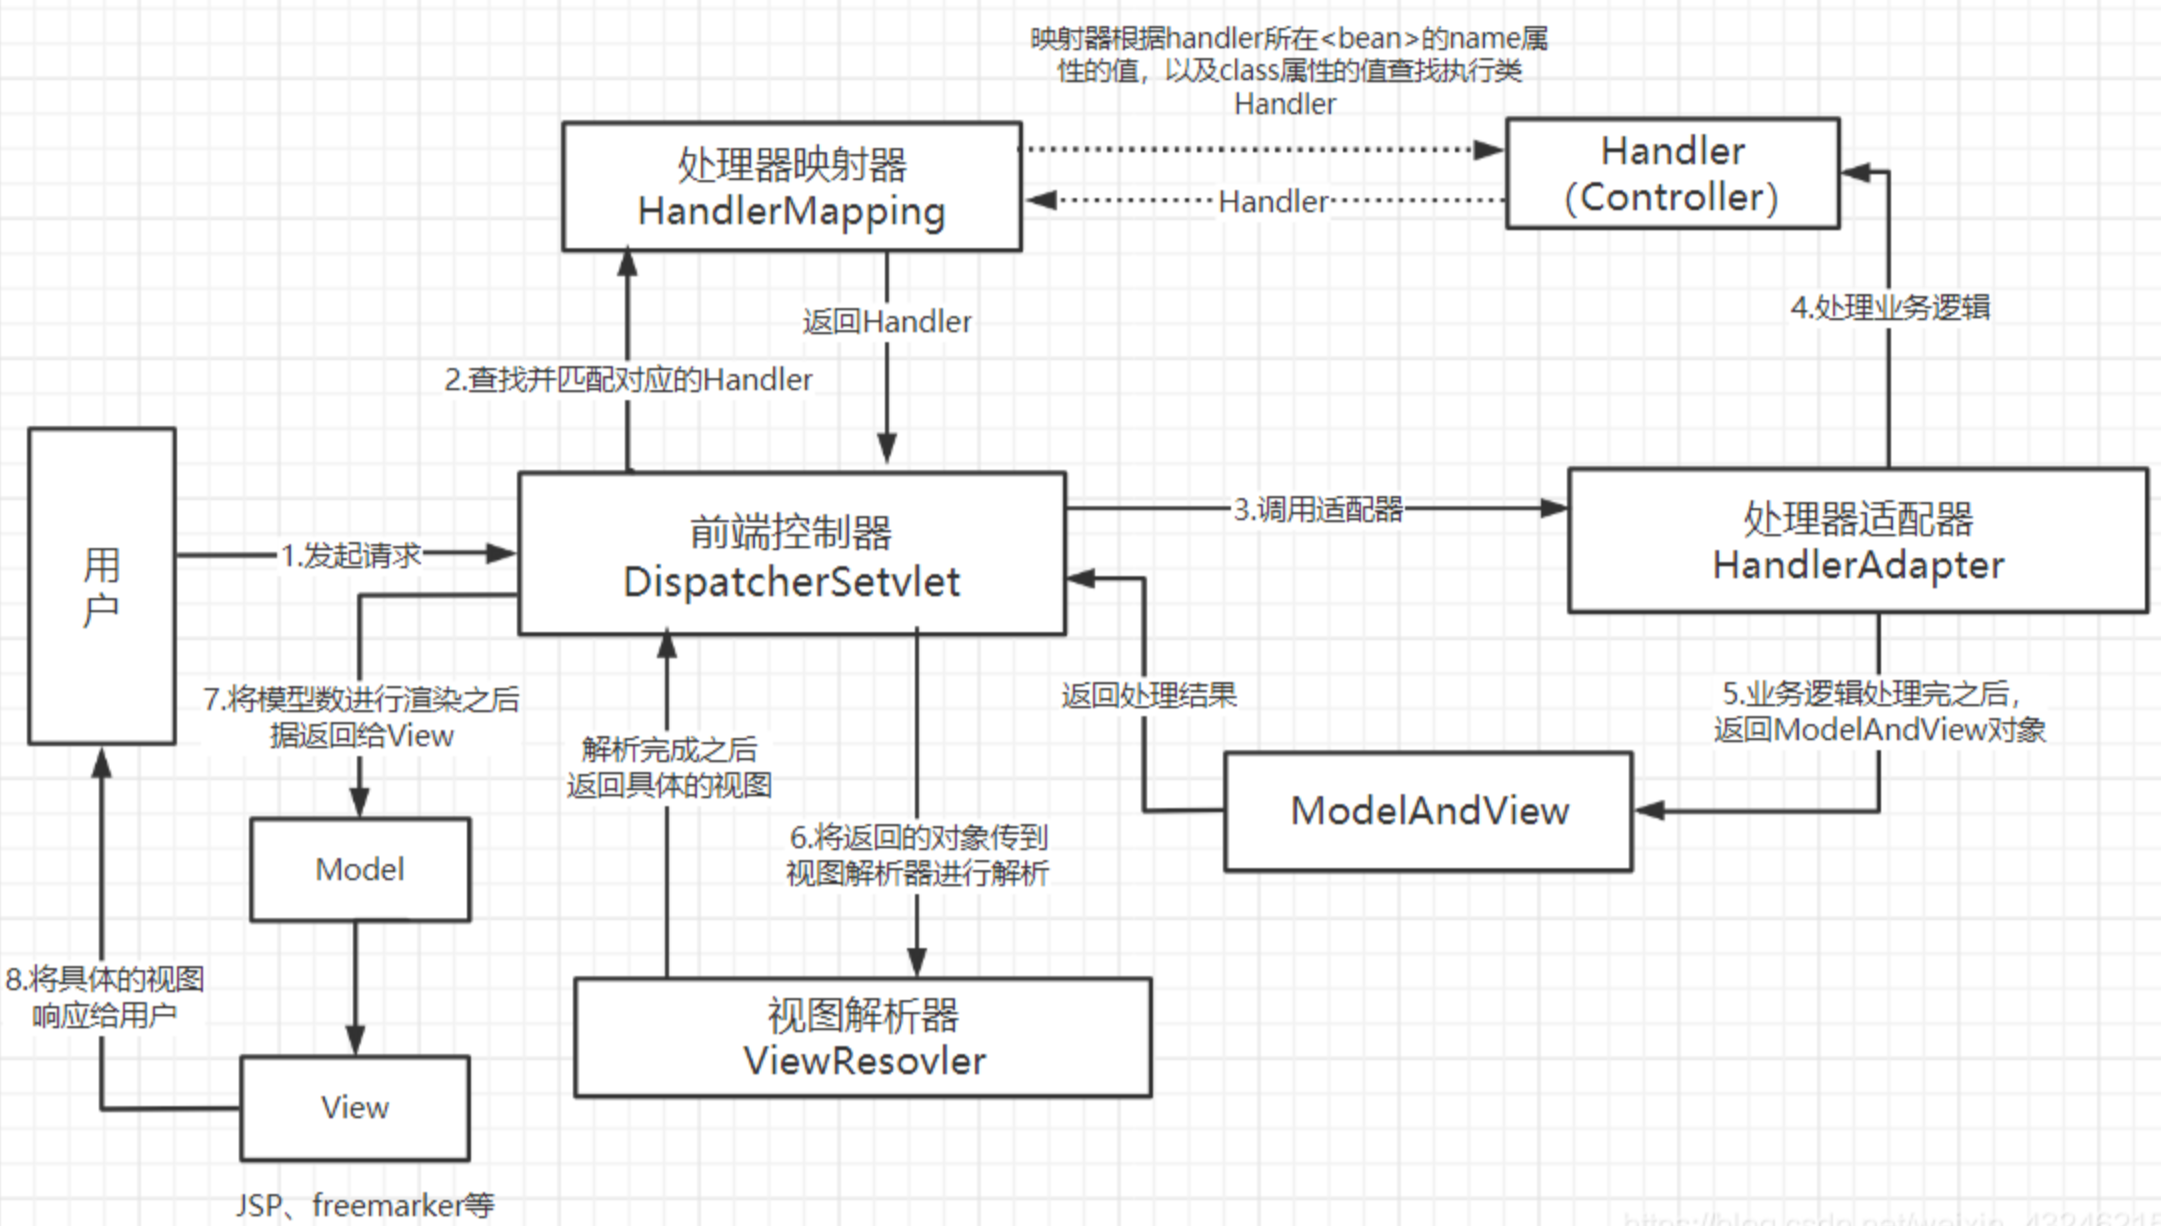 映射器根据handler所在<bean>的name属
性的值，以及class属性的值查找执行类
Handler
处理器映射器
HandlerMapping
Handler
(Controller)
Handler
返回Handler
4.处理业务逻辑
2.查找并匹配对应的Handler
用
户
1.发起请求
前端控制器
DispatcherSetvlet
3.调用适配器
处理器适配器
HandlerAdapter
7.将模型数进行渲染之后
据返回给View
解析完成之后
返回具体的视图
返回处理结果
5.业务逻辑处理完之后，
返回ModelAndView对象
6.将返回的对象传到
视图解析器进行解析
ModelAndView
Model
8.将具体的视图
响应给用户
视图解析器
ViewResovler
View
JSP、freemarker等